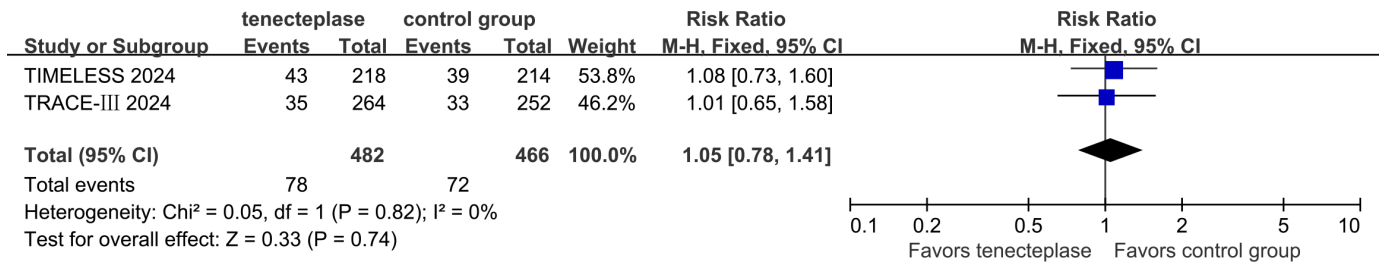 tenecteplase control group Risk Ratio Risk Ratio
Study or Subgroup Events Total Events Total Weight M-H, Fixed, 95% CI M-H, Fixed, 95% CI
TIMELESS 2024 43 218 39 214 53.8% 1.08 [0.73, 1.60]
TRACE-III 2024 35 264 33 252 46.2% 1.01 [0.65, 1.58]
Total (95% CI) 482 466 100.0% 1.05 [0.78, 1.41]
Total events 78 72
Heterogeneity: Chi² = 0.05, df = 1 (P = 0.82); I² = 0%
Test for overall effect: Z = 0.33 (P = 0.74)
0.1 0.2 0.5 1 2 5 10
Favors tenecteplase Favors control group